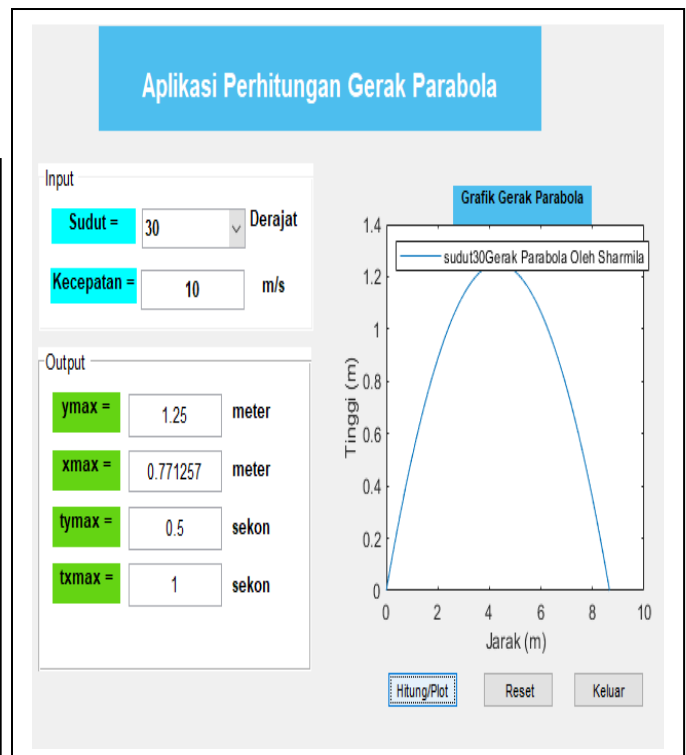 Aplikasi Perhitungan Gerak Parabola
Input
Sudut =
30
Derajat
Kecepatan =
10
m/s
Output
ymax =
1.25
meter
xmax =
0.771257
meter
tymax =
0.5
sekon
txmax =
1
sekon
Grafik Gerak Parabola
sudut30Gerak Parabola Oleh Sharmila
1.4
1.2
1
0.8
0.6
0.4
0.2
0
Tinggi (m)
0 2 4 6 8 10
Jarak (m)
Hitung/Plot
Reset
Keluar